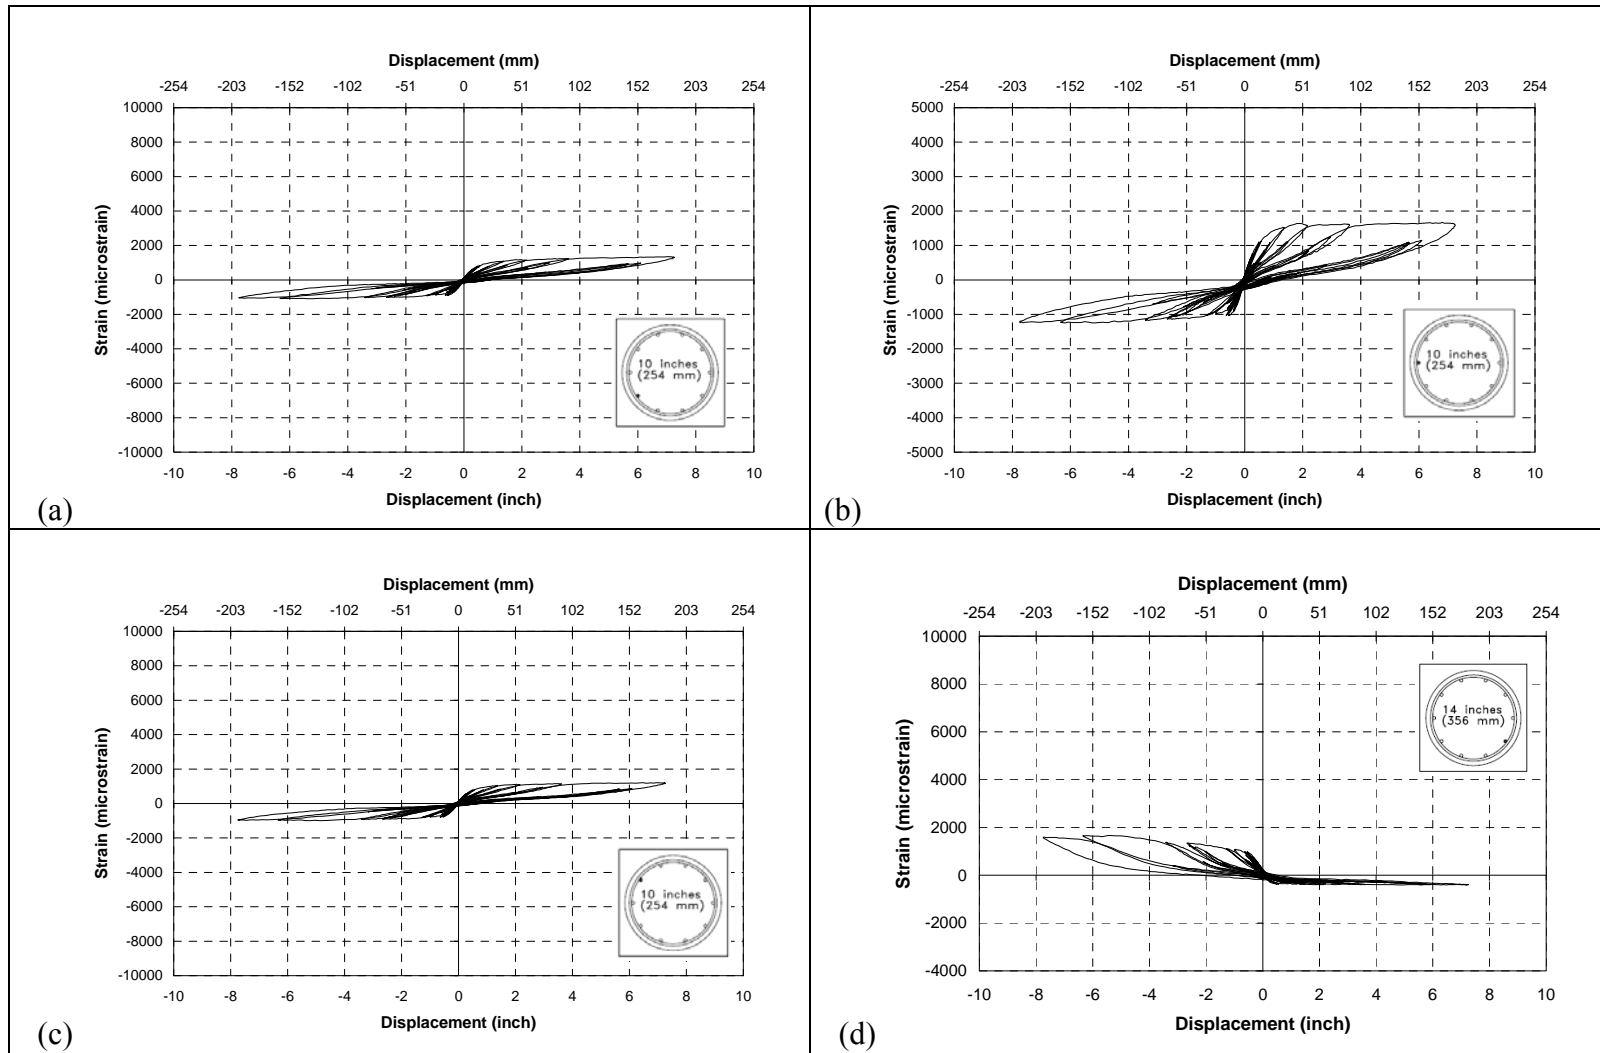 Displacement (mm)
-254 -203 -152 -102 -51 0 51 102 152 203 254
10000
8000
6000
4000
2000
0
-2000
-4000
-6000
-8000
-10000
Strain (microstrain)
10 inches
(254 mm)
-10 -8 -6 -4 -2 0 2 4 6 8 10
Displacement (inch)
(a)
Displacement (mm)
-254 -203 -152 -102 -51 0 51 102 152 203 254
5000
4000
3000
2000
1000
0
-1000
-2000
-3000
-4000
-5000
Strain (microstrain)
10 inches
(254 mm)
-10 -8 -6 -4 -2 0 2 4 6 8 10
Displacement (inch)
(b)
Displacement (mm)
-254 -203 -152 -102 -51 0 51 102 152 203 254
10000
8000
6000
4000
2000
0
-2000
-4000
-6000
-8000
-10000
Strain (microstrain)
10 inches
(254 mm)
-10 -8 -6 -4 -2 0 2 4 6 8 10
Displacement (inch)
(c)
Displacement (mm)
-254 -203 -152 -102 -51 0 51 102 152 203 254
10000
8000
6000
4000
2000
0
-2000
-4000
Strain (microstrain)
14 inches
(356 mm)
-10 -8 -6 -4 -2 0 2 4 6 8 10
Displacement (inch)
(d)